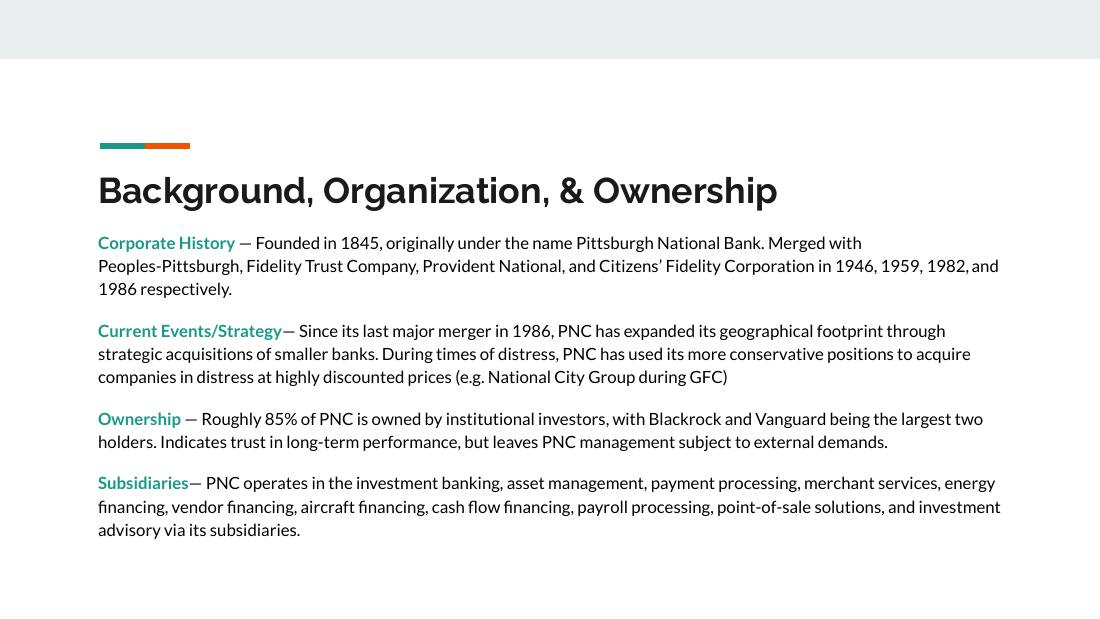 Background, Organization, & Ownership
Corporate History — Founded in 1845, originally under the name Pittsburgh National Bank. Merged with
Peoples-Pittsburgh, Fidelity Trust Company, Provident National, and Citizens’ Fidelity Corporation in 1946, 1959, 1982, and
1986 respectively.
Current Events/Strategy— Since its last major merger in 1986, PNC has expanded its geographical footprint through
strategic acquisitions of smaller banks. During times of distress, PNC has used its more conservative positions to acquire
companies in distress at highly discounted prices (e.g. National City Group during GFC)
Ownership — Roughly 85% of PNC is owned by institutional investors, with Blackrock and Vanguard being the largest two
holders. Indicates trust in long-term performance, but leaves PNC management subject to external demands.
Subsidiaries— PNC operates in the investment banking, asset management, payment processing, merchant services, energy
financing, vendor financing, aircraft financing, cash flow financing, payroll processing, point-of-sale solutions, and investment
advisory via its subsidiaries.